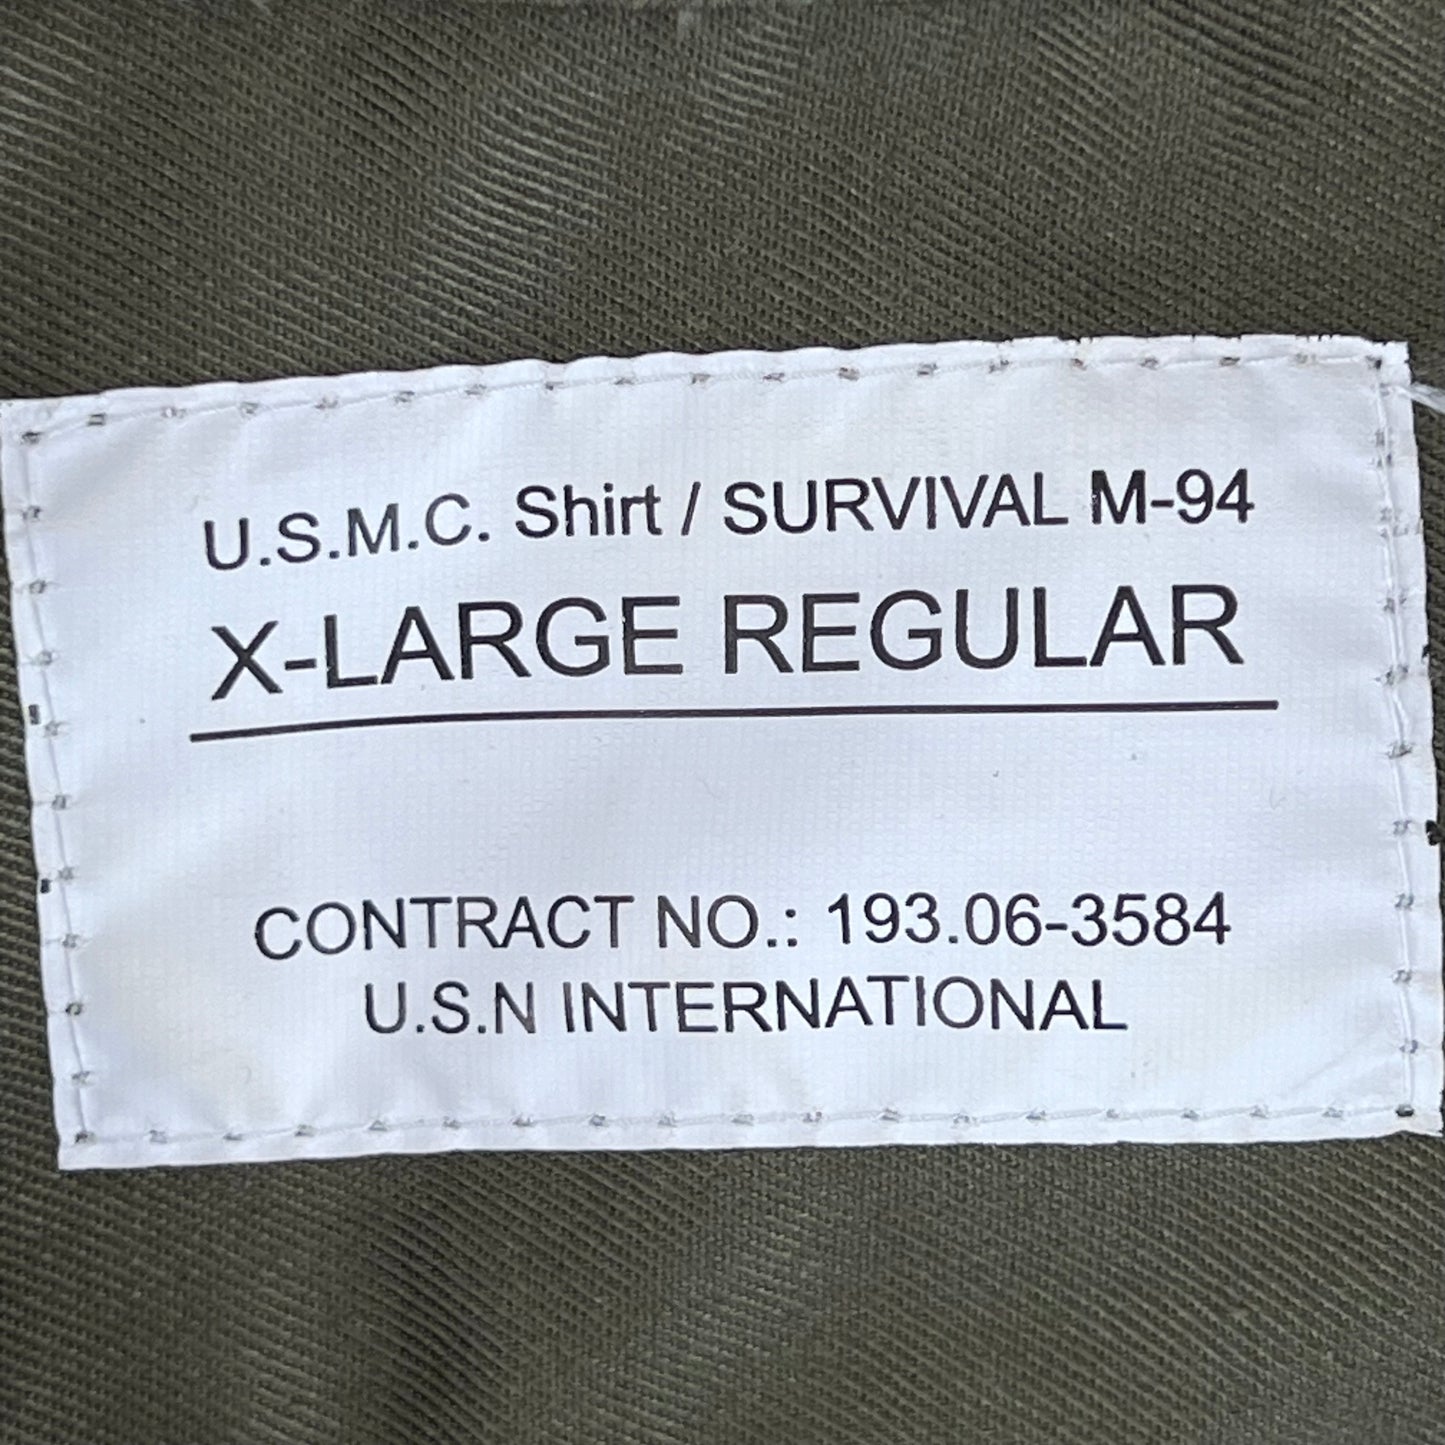 U.S.M.C. Shirt / SURVIVAL M-94
X-LARGE REGULAR
CONTRACT NO.: 193.06-3584
U.S.N INTERNATIONAL